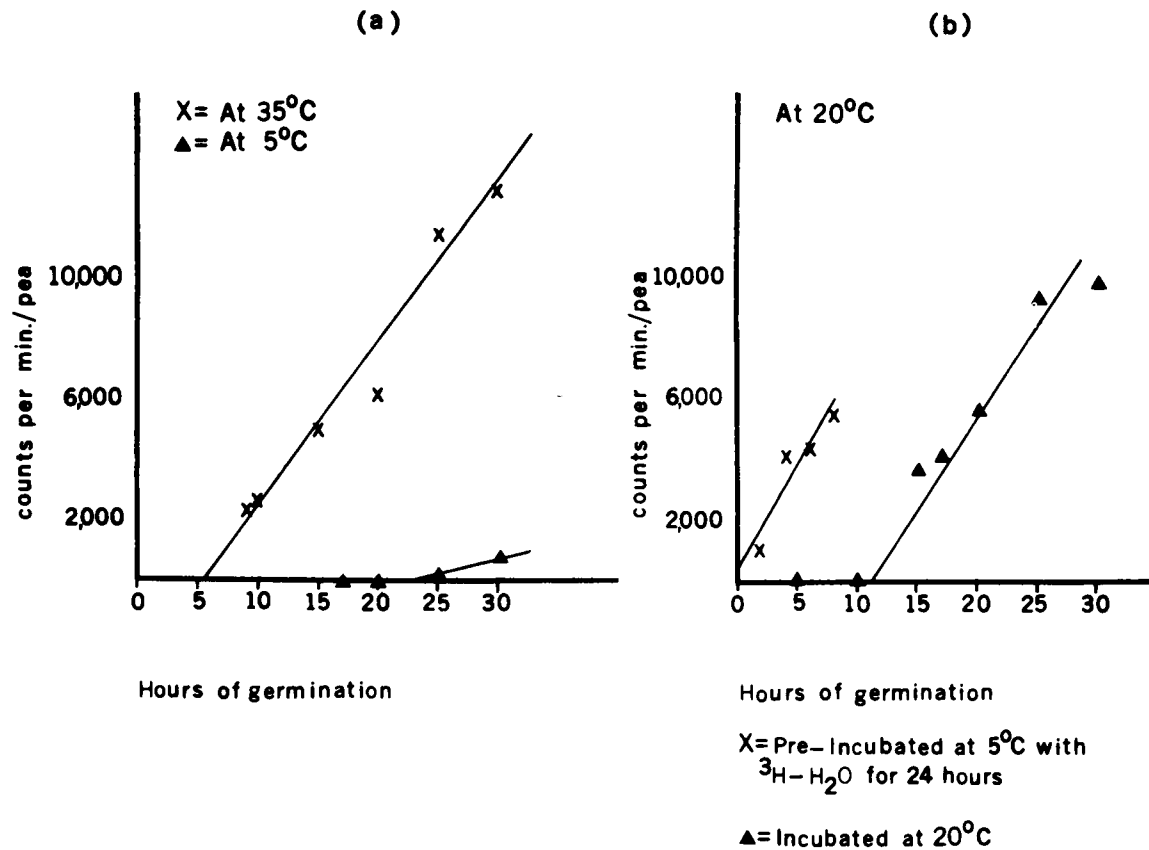 (a)
X= At 35°C
▲= At 5°C
counts per min./pea
10,000
6,000
2,000
0 5 10 15 20 25 30
Hours of germination
(b)
At 20°C
counts per min./pea
10,000
6,000
2,000
0 5 10 15 20 25 30
Hours of germination
X= Pre-Incubated at 5°C with
³H-H₂O for 24 hours
▲= Incubated at 20°C